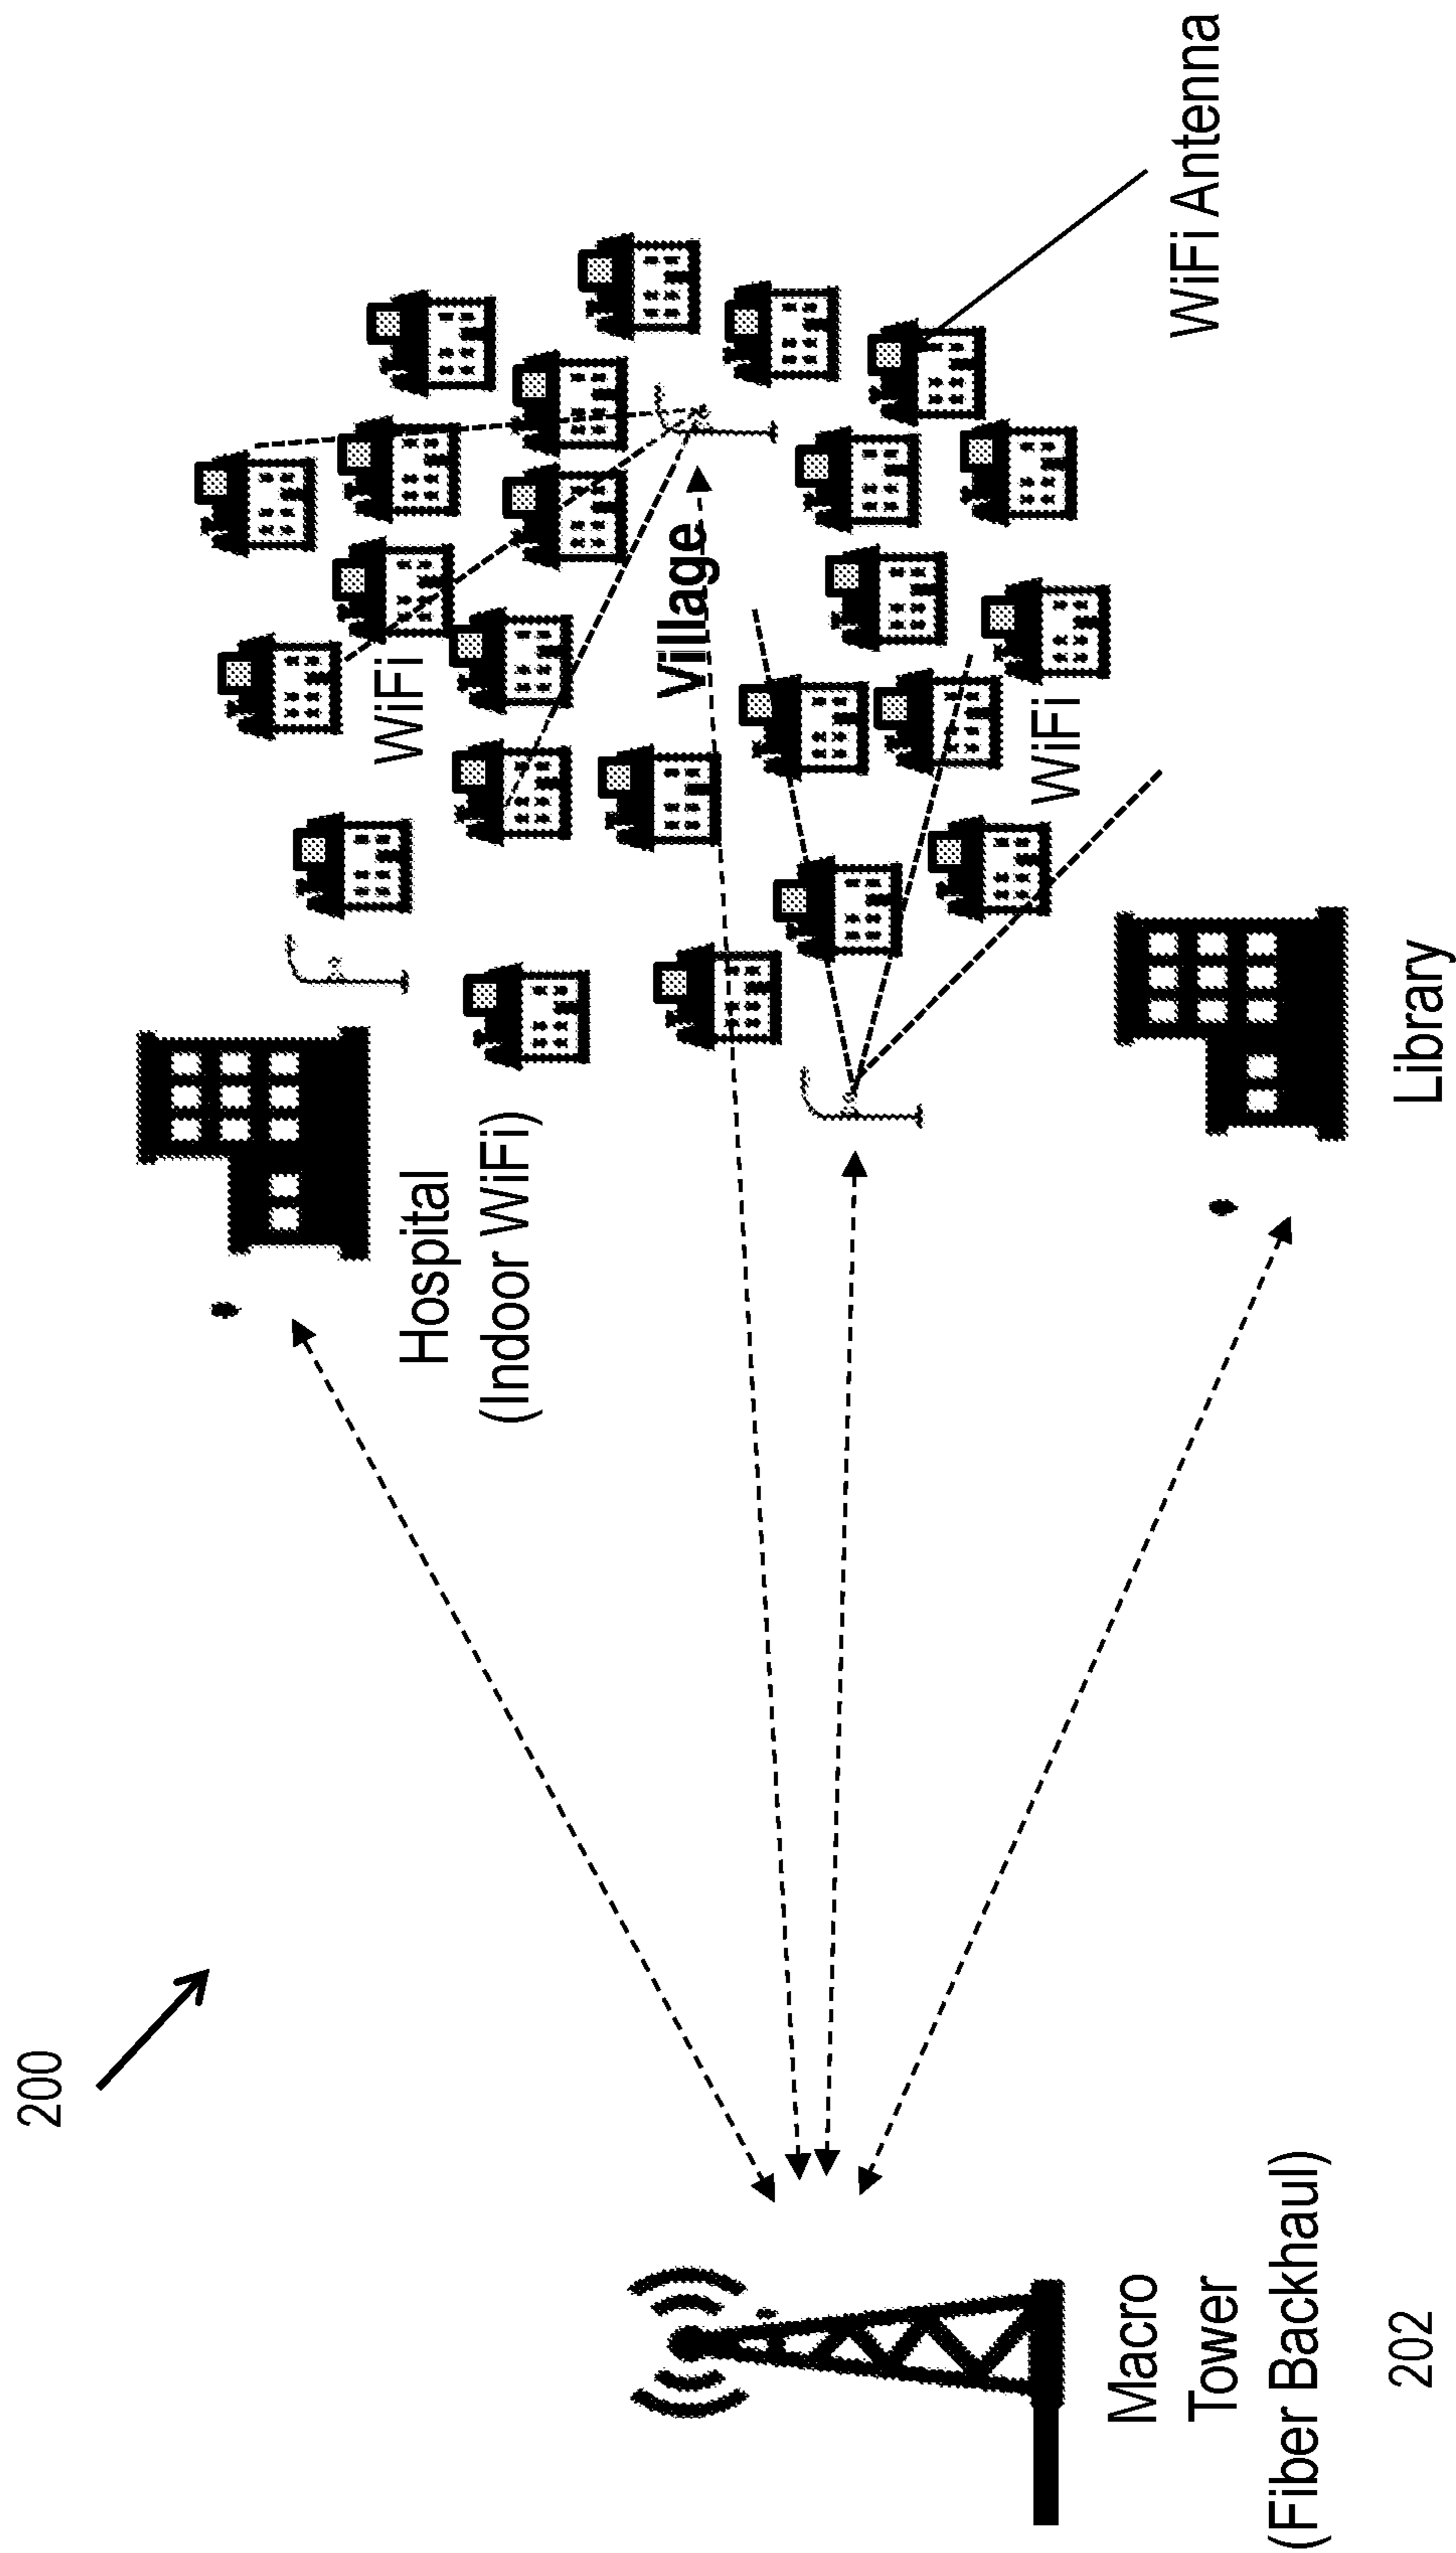 200
Hospital
(Indoor WiFi)
WiFi
Village
WiFi
WiFi Antenna
Library
Macro
Tower
(Fiber Backhaul)
202